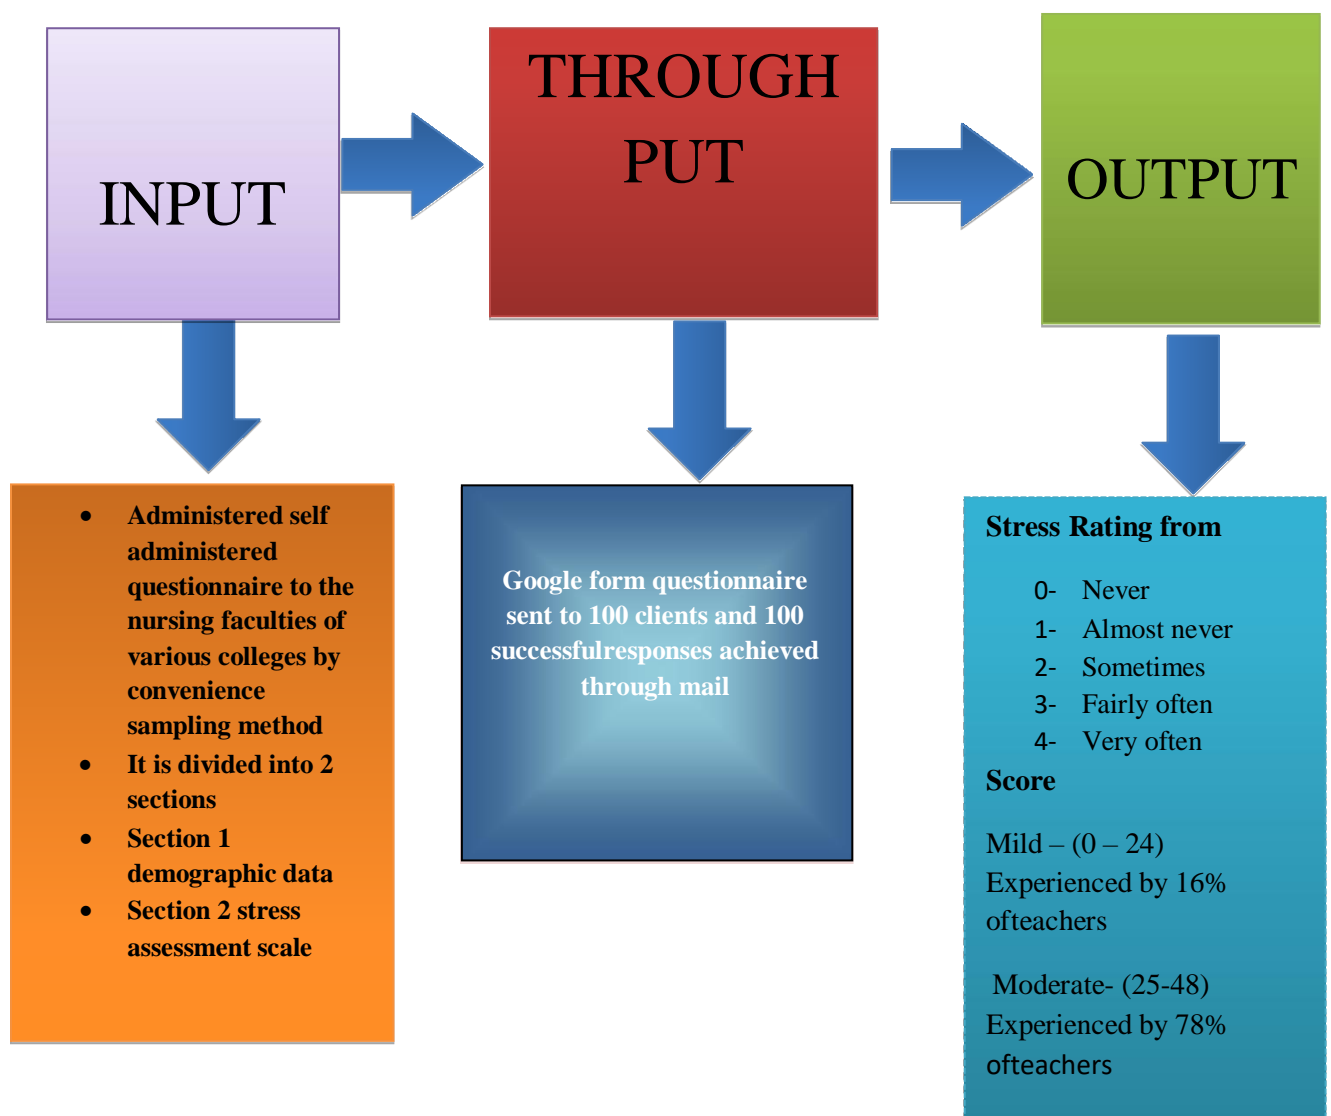 INPUT
THROUGH
PUT
OUTPUT
• Administered self
administered
questionnaire to the
nursing faculties of
various colleges by
convenience
sampling method
• It is divided into 2
sections
• Section 1
demographic data
• Section 2 stress
assessment scale
Google form questionnaire
sent to 100 clients and 100
successfulresponses achieved
through mail
Stress Rating from
0- Never
1- Almost never
2- Sometimes
3- Fairly often
4- Very often
Score
Mild – (0 – 24)
Experienced by 16%
ofteachers
Moderate- (25-48)
Experienced by 78%
ofteachers